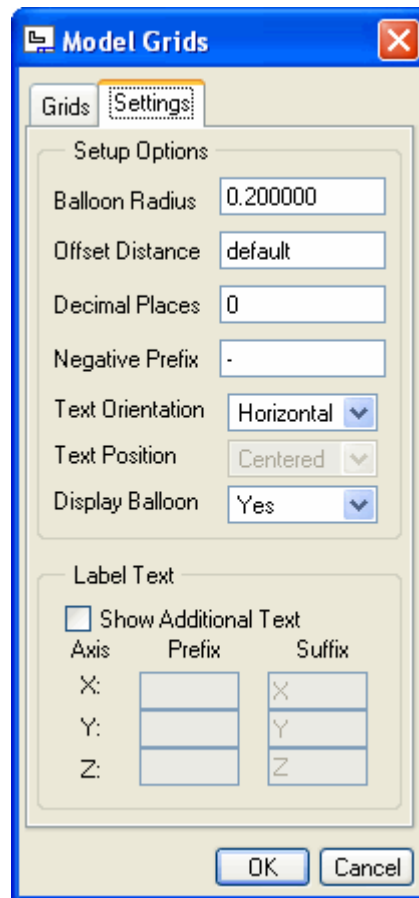 Model Grids
Grids Settings
Setup Options
Balloon Radius 0.200000
Offset Distance default
Decimal Places 0
Negative Prefix -
Text Orientation Horizontal
Text Position Centered
Display Balloon Yes
Label Text
Show Additional Text
Axis Prefix Suffix
X: X
Y: Y
Z: Z
OK Cancel